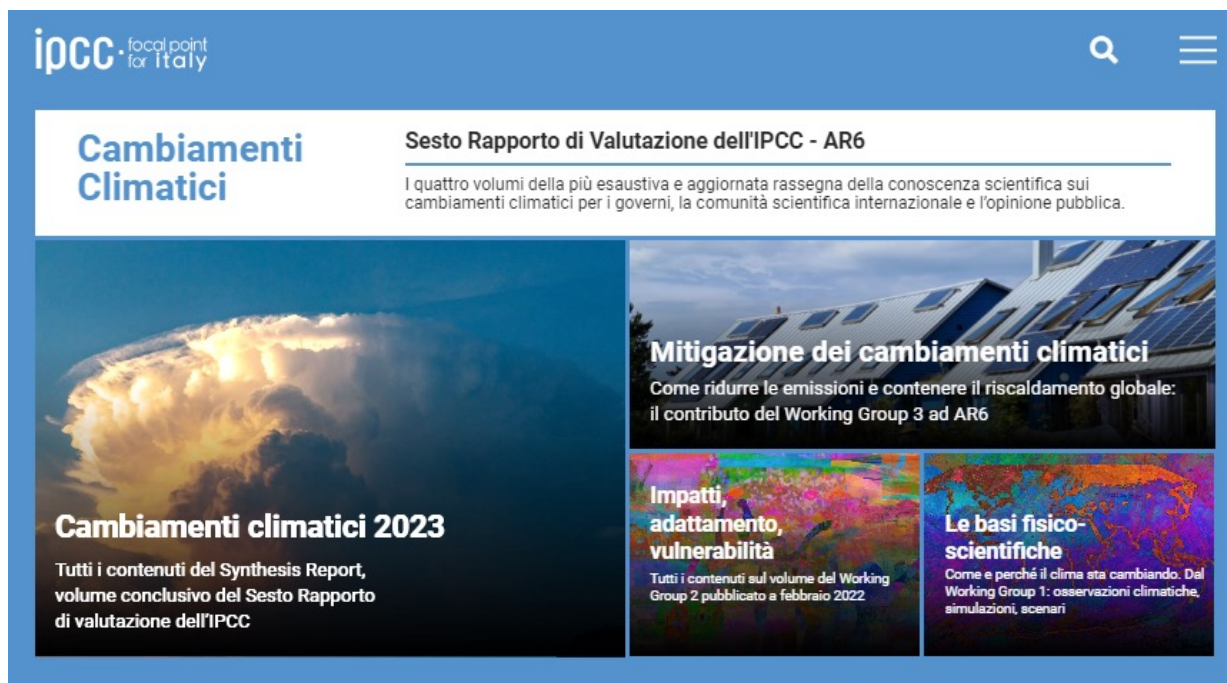 ipcc · focal point
for italy
Cambiamenti
Climatici
Sesto Rapporto di Valutazione dell'IPCC - AR6
I quattro volumi della più esaustiva e aggiornata rassegna della conoscenza scientifica sui
cambiamenti climatici per i governi, la comunità scientifica internazionale e l'opinione pubblica.
Cambiamenti climatici 2023
Tutti i contenuti del Synthesis Report,
volume conclusivo del Sesto Rapporto
di valutazione dell'IPCC
Mitigazione dei cambiamenti climatici
Come ridurre le emissioni e contenere il riscaldamento globale:
il contributo del Working Group 3 ad AR6
Impatti,
adattamento,
vulnerabilità
Tutti i contenuti sul volume del Working
Group 2 pubblicato a febbraio 2022
Le basi fisico-
scientifiche
Come e perché il clima sta cambiando. Dal
Working Group 1: osservazioni climatiche,
simulazioni, scenari